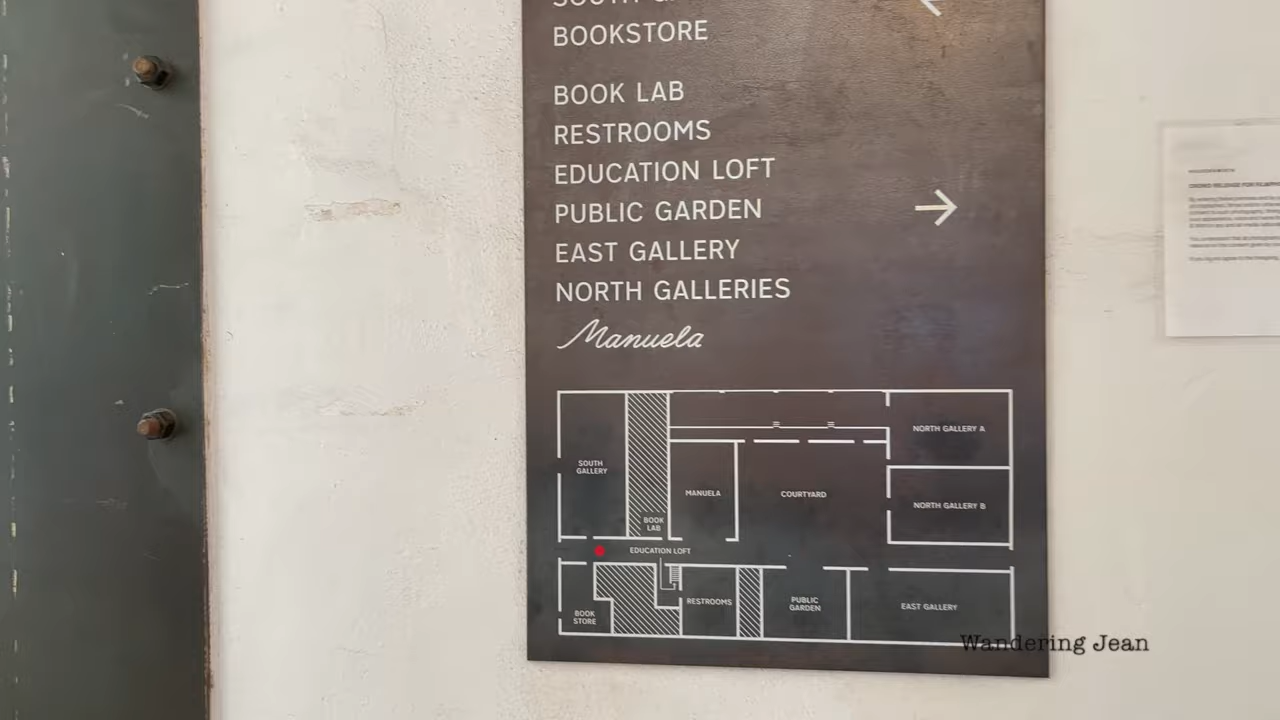 SOUTH
BOOKSTORE
BOOK LAB
RESTROOMS
EDUCATION LOFT
PUBLIC GARDEN
EAST GALLERY
NORTH GALLERIES
Manuela
NORTH GALLERY A
SOUTH
GALLERY
MANUELA
COURTYARD
NORTH GALLERY B
BOOK
LAB
EDUCATION LOFT
BOOK
STORE
RESTROOMS
PUBLIC
GARDEN
EAST GALLERY
Wandering Jean